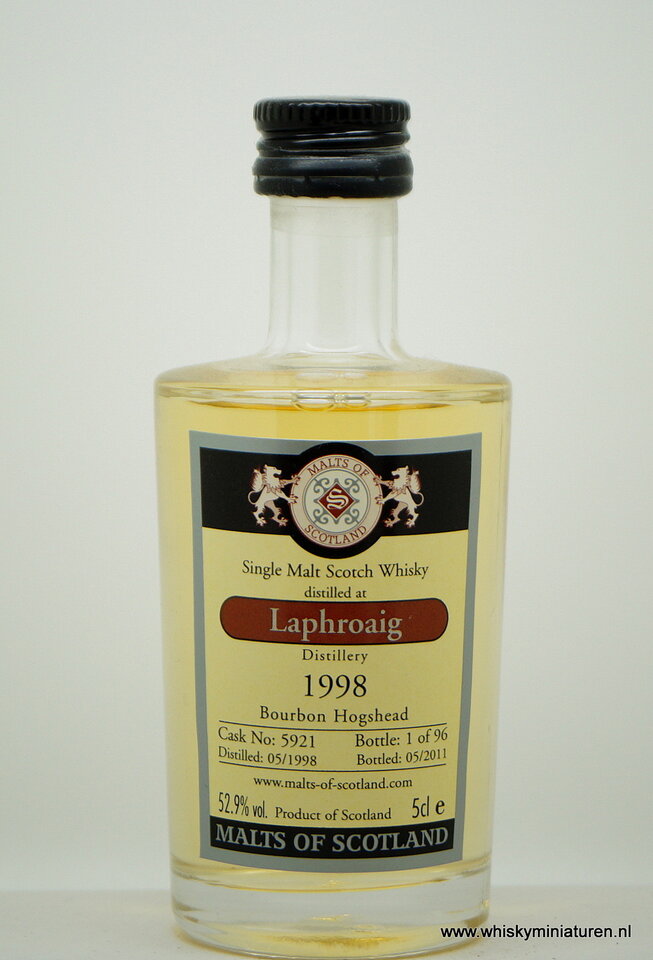 MALTS OF
S
SCOTLAND
Single Malt Scotch Whisky
distilled at
Laphroaig
Distillery
1998
Bourbon Hogshead
Cask No: 5921 Bottle: 1 of 96
Distilled: 05/1998 Bottled: 05/2011
www.malts-of-scotland.com
52.9% vol. Product of Scotland 5cl e
MALTS OF SCOTLAND
www.whiskyminiaturen.nl